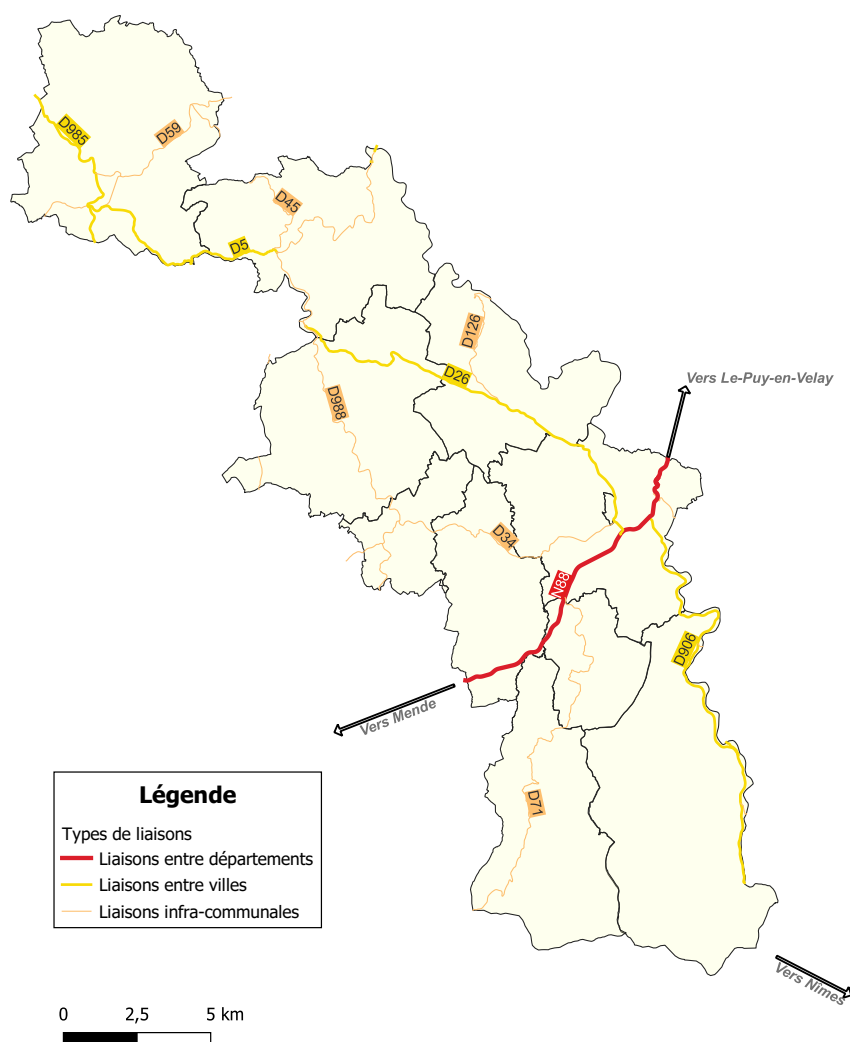 D985
D59
D45
D5
D126
D26
D988
Vers Le-Puy-en-Velay
D34
N88
D906
Vers Mende
D71
Légende
Types de liaisons
Liaisons entre départements
Liaisons entre villes
Liaisons infra-communales
Vers Nîmes
0 2,5 5 km